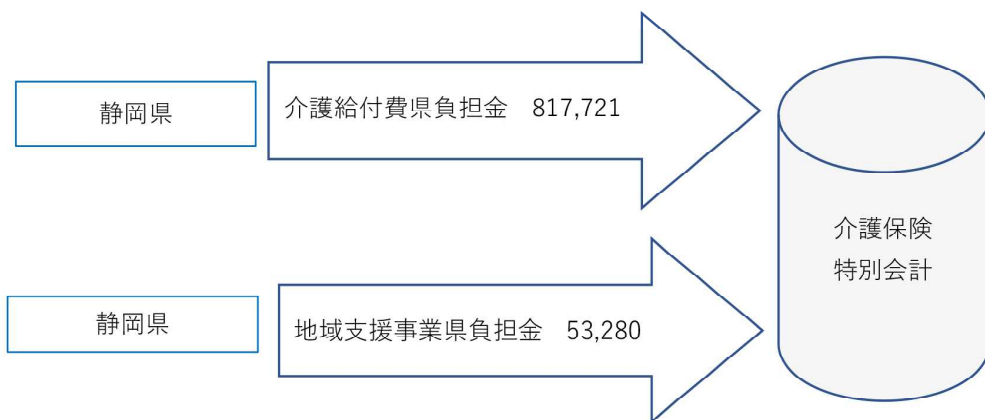 静岡県
介護給付費県負担金 817,721
介護保険
特別会計
静岡県
地域支援事業県負担金 53,280